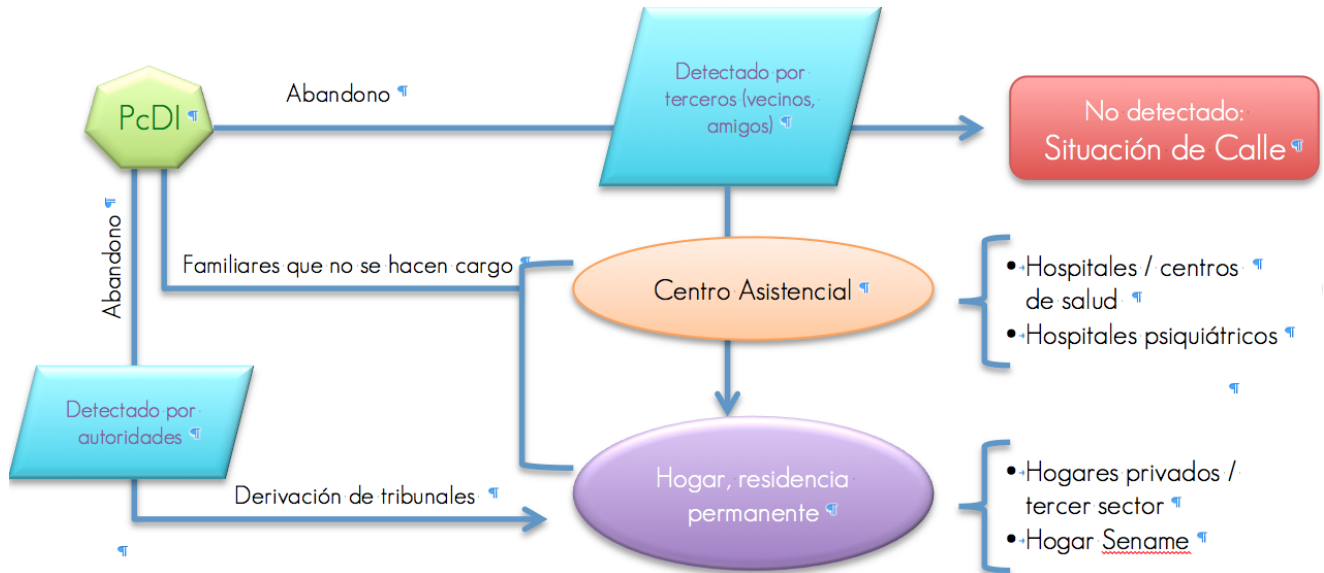 PcDI
Abandono
Detectado por
terceros (vecinos,
amigos)
No detectado:
Situación de Calle
Abandono
Familiares que no se hacen cargo
Centro Asistencial
Hospitales / centros
de salud
Hospitales psiquiátricos
Detectado por
autoridades
Derivación de tribunales
Hogar, residencia
permanente
Hogares privados /
tercer sector
Hogar Sename